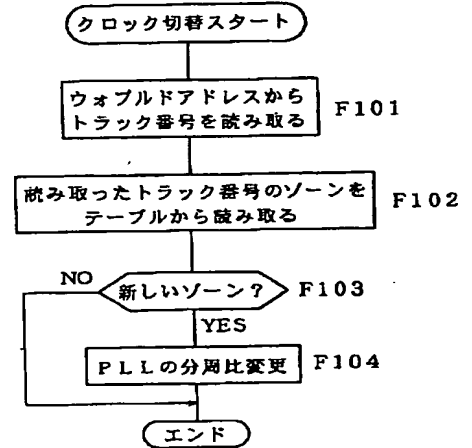 クロック切替スタート
ウォブルドアドレスから
トラック番号を読み取る
F101
読み取ったトラック番号のゾーンを
テーブルから読み取る
F102
NO
新しいゾーン?
F103
YES
PLLの分周比変更
F104
エンド